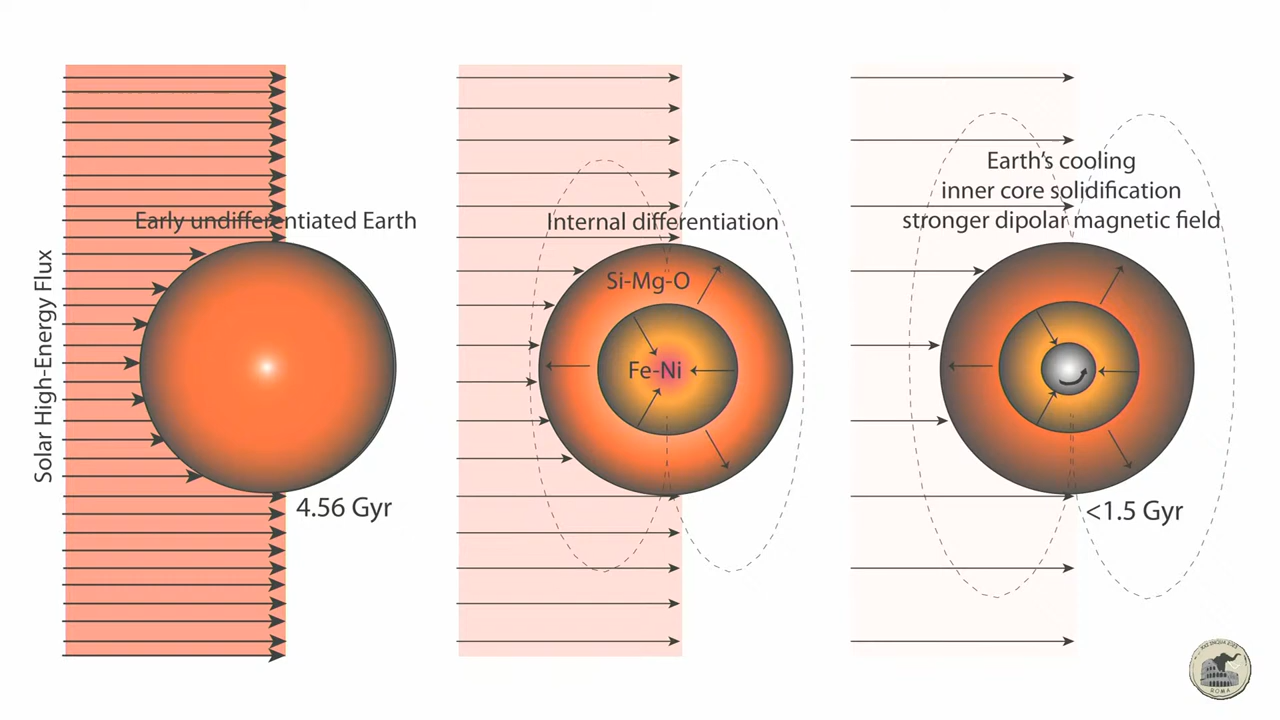 Solar High-Energy Flux
Early undifferentiated Earth
4.56 Gyr
Internal differentiation
Si-Mg-O
Fe-Ni
Earth's cooling
inner core solidification
stronger dipolar magnetic field
<1.5 Gyr
ROMA